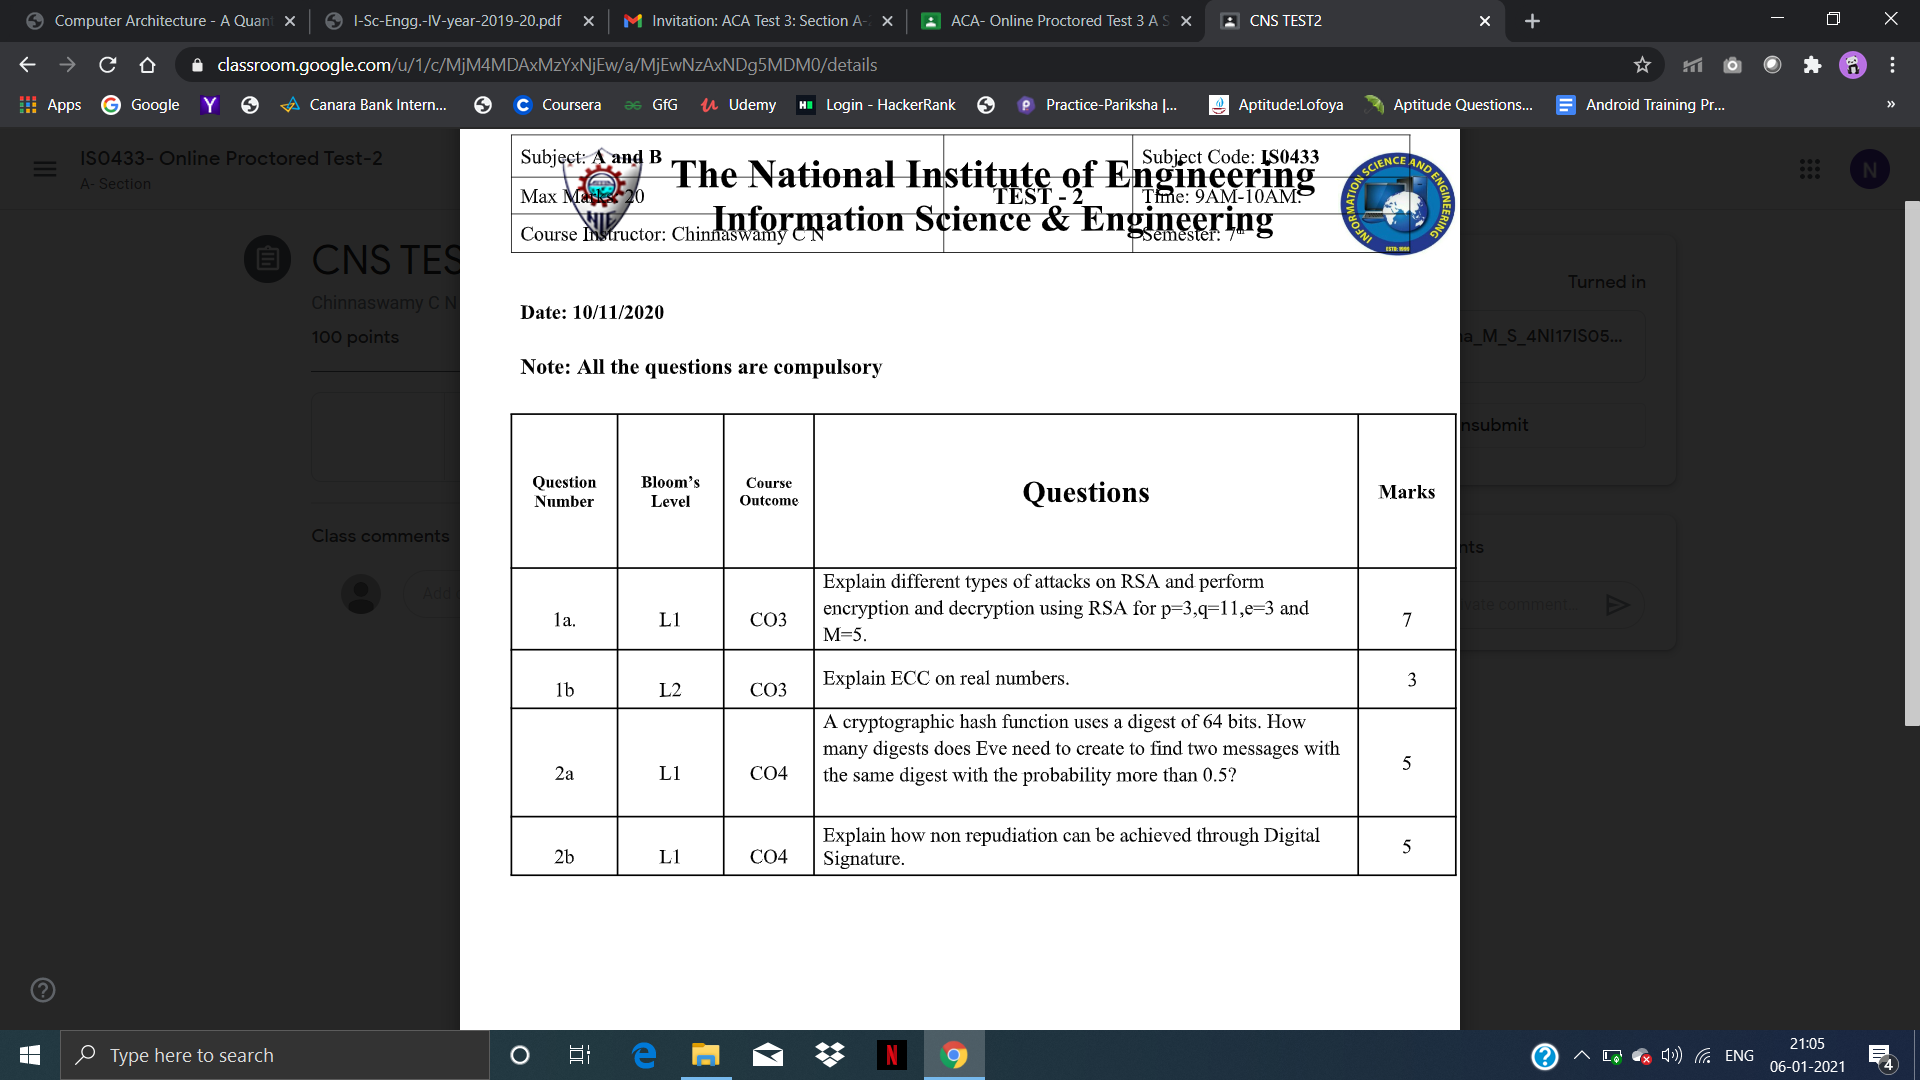 Computer Architecture - A Quant
I-Sc-Engg.-IV-year-2019-20.pdf
Invitation: ACA Test 3: Section A-
ACA- Online Proctored Test 3 A S
CNS TEST2
classroom.google.com/u/1/c/MjM4MDAxMzYxNjEw/a/MjEwNzAxNDg5MDM0/details
Apps
Google
Canara Bank Intern...
Coursera
GfG
Udemy
Login - HackerRank
Practice-Pariksha |...
Aptitude:Lofoya
Aptitude Questions...
Android Training Pr...
»
IS0433- Online Proctored Test-2
A- Section
N
CNS TES
Chinnaswamy C N
100 points
Turned in
a_M_S_4NI17IS05...
nsubmit
Class comments
Add
nts
vate comment...
Subject: A and B
Subject Code: IS0433
The National Institute of Engineering
Max Marks: 20
TEST - 2
Time: 9AM-10AM:
Information Science & Engineering
Course Instructor: Chinnaswamy C N
Semester: 7th
INFORMATION SCIENCE AND ENGINEERING
NIE
Date: 10/11/2020
Note: All the questions are compulsory
Question Number
Bloom's Level
Course Outcome
Questions
Marks
1a.
L1
CO3
Explain different types of attacks on RSA and perform
encryption and decryption using RSA for p=3,q=11,e=3 and
M=5.
7
1b
L2
CO3
Explain ECC on real numbers.
3
2a
L1
CO4
A cryptographic hash function uses a digest of 64 bits. How
many digests does Eve need to create to find two messages with
the same digest with the probability more than 0.5?
5
2b
L1
CO4
Explain how non repudiation can be achieved through Digital
Signature.
5
Type here to search
ENG
21:05
06-01-2021
4